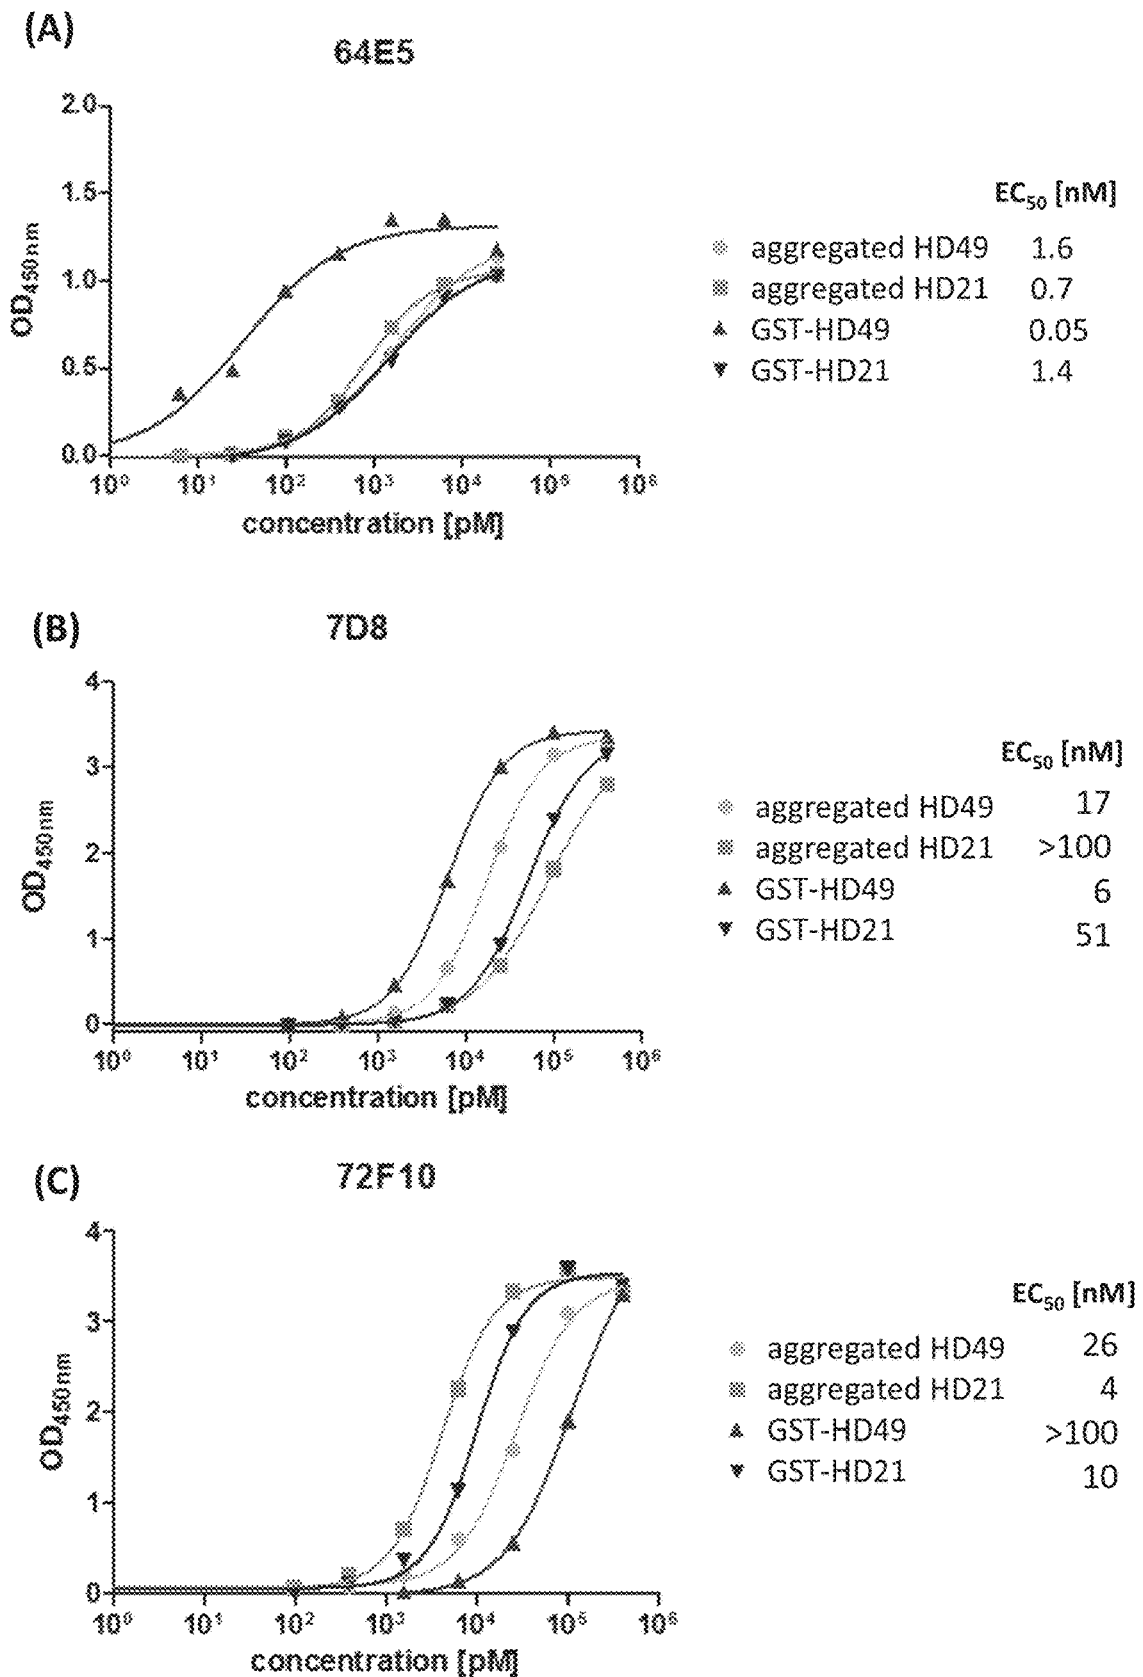 (A)
64E5
2.0
1.5
1.0
0.5
0.0
OD450nm
10⁰ 10¹ 10² 10³ 10⁴ 10⁵ 10⁶
concentration [pM]
EC50 [nM]
aggregated HD49 1.6
aggregated HD21 0.7
GST-HD49 0.05
GST-HD21 1.4
(B)
7D8
4
3
2
1
0
OD450nm
10⁰ 10¹ 10² 10³ 10⁴ 10⁵ 10⁶
concentration [pM]
EC50 [nM]
aggregated HD49 17
aggregated HD21 >100
GST-HD49 6
GST-HD21 51
(C)
72F10
4
3
2
1
0
OD450nm
10⁰ 10¹ 10² 10³ 10⁴ 10⁵ 10⁶
concentration [pM]
EC50 [nM]
aggregated HD49 26
aggregated HD21 4
GST-HD49 >100
GST-HD21 10